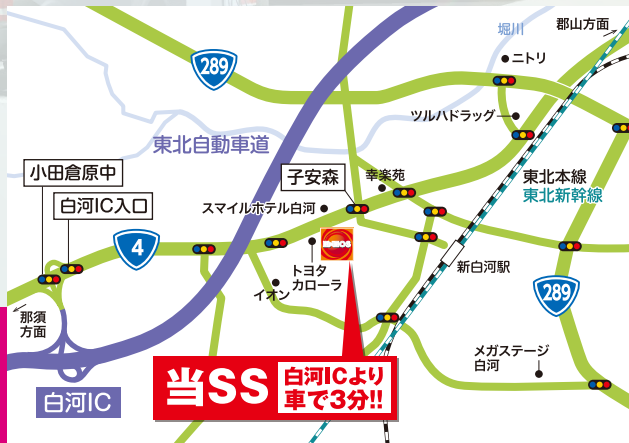 堀川
郡山方面
ニトリ
289
ツルハドラッグ
東北自動車道
小田倉原中
子安森
幸楽苑
東北本線
東北新幹線
白河IC入口
スマイルホテル白河
4
ENEOS
トヨタ
カローラ
新白河駅
イオン
289
那須
方面
メガステージ
白河
当SS
白河ICより
車で3分!!
白河IC